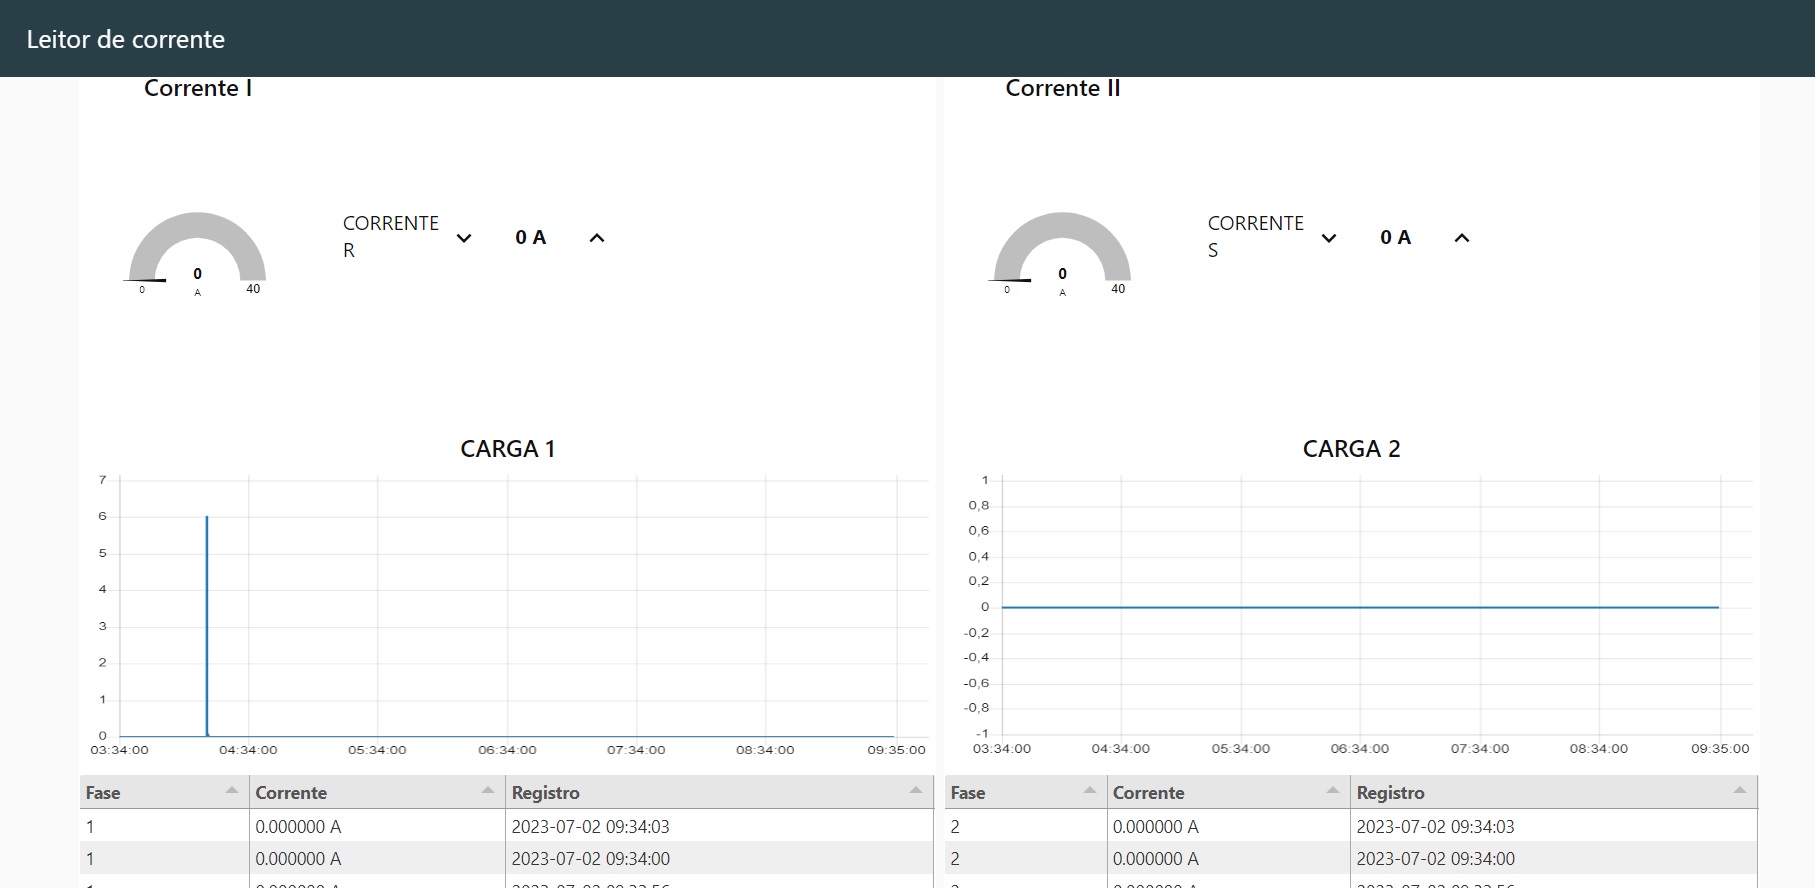 Leitor de corrente
Corrente I
CORRENTE
R
0 A
0
0
A
40
CARGA 1
7
6
5
4
3
2
1
0
03:34:00 04:34:00 05:34:00 06:34:00 07:34:00 08:34:00 09:35:00
Fase Corrente Registro
1 0.000000 A 2023-07-02 09:34:03
1 0.000000 A 2023-07-02 09:34:00
Corrente II
CORRENTE
S
0 A
0
0
A
40
CARGA 2
1
0,8
0,6
0,4
0,2
0
-0,2
-0,4
-0,6
-0,8
-1
03:34:00 04:34:00 05:34:00 06:34:00 07:34:00 08:34:00 09:35:00
Fase Corrente Registro
2 0.000000 A 2023-07-02 09:34:03
2 0.000000 A 2023-07-02 09:34:00